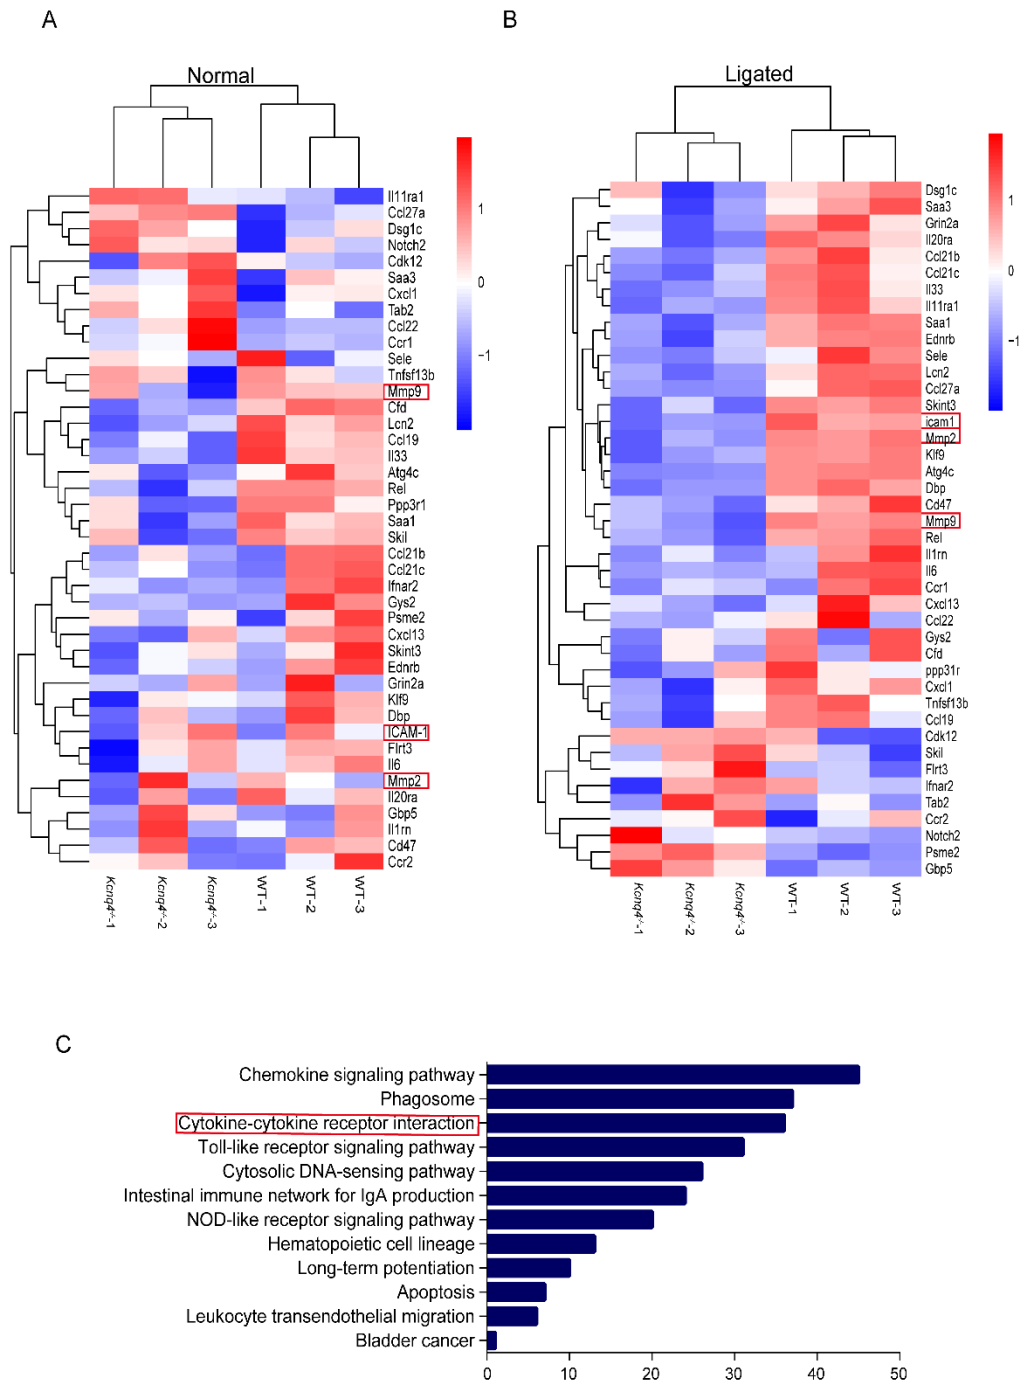 A
Normal
1
0
−1
Il11ra1
Ccl27a
Dsg1c
Notch2
Cdk12
Saa3
Cxcl1
Tab2
Ccl22
Ccr1
Sele
Tnfsf13b
Mmp9
Cfd
Lcn2
Ccl19
Il33
Atg4c
Rel
Ppp3r1
Saa1
Skil
Ccl21b
Ccl21c
Ifnar2
Gys2
Psme2
Cxcl13
Skint3
Ednrb
Grin2a
Klf9
Dbp
ICAM-1
Flrt3
Il6
Mmp2
Il20ra
Gbp5
Il1rn
Cd47
Ccr2
Kcnq4-/--1
Kcnq4-/--2
Kcnq4-/--3
WT-1
WT-2
WT-3
B
Ligated
1
0
−1
Dsg1c
Saa3
Grin2a
Il20ra
Ccl21b
Ccl21c
Il33
Il11ra1
Saa1
Ednrb
Sele
Lcn2
Ccl27a
Skint3
icam1
Mmp2
Klf9
Atg4c
Dbp
Cd47
Mmp9
Rel
Il1rn
Il6
Ccr1
Cxcl13
Ccl22
Gys2
Cfd
ppp31r
Cxcl1
Tnfsf13b
Ccl19
Cdk12
Skil
Flrt3
Ifnar2
Tab2
Ccr2
Notch2
Psme2
Gbp5
Kcnq4-/--1
Kcnq4-/--2
Kcnq4-/--3
WT-1
WT-2
WT-3
C
Chemokine signaling pathway
Phagosome
Cytokine-cytokine receptor interaction
Toll-like receptor signaling pathway
Cytosolic DNA-sensing pathway
Intestinal immune network for IgA production
NOD-like receptor signaling pathway
Hematopoietic cell lineage
Long-term potentiation
Apoptosis
Leukocyte transendothelial migration
Bladder cancer
0 10 20 30 40 50